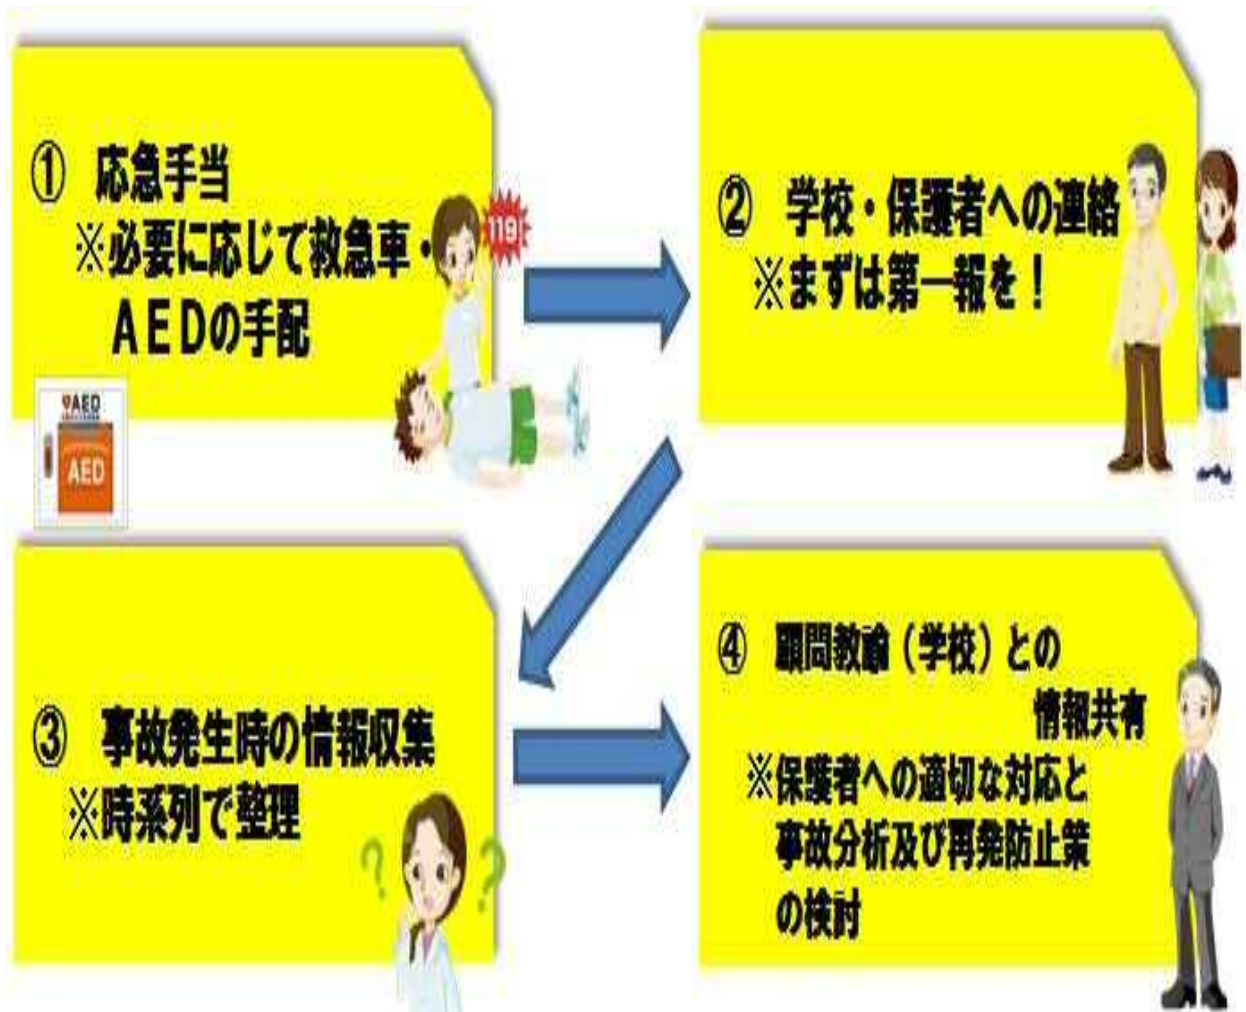 ① 応急手当
※必要に応じて救急車・
AEDの手配
119
AED
AED
② 学校・保護者への連絡
※まずは第一報を！
③ 事故発生時の情報収集
※時系列で整理
? ?
④ 顧問教諭（学校）との
情報共有
※保護者への適切な対応と
事故分析及び再発防止策
の検討